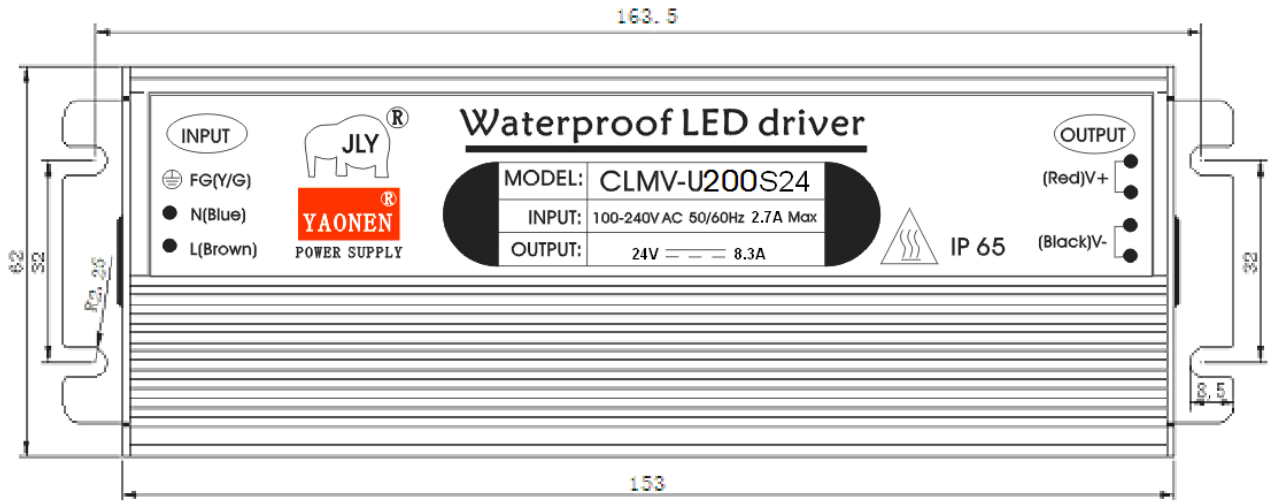 163.5
INPUT
FG(Y/G)
N(Blue)
L(Brown)
JLY ®
YAONEN ®
POWER SUPPLY
Waterproof LED driver
MODEL: CLMV-U200S24
INPUT: 100-240V AC 50/60Hz 2.7A Max
OUTPUT: 24V 8.3A
IP 65
OUTPUT
(Red)V+
(Black)V-
62
32
R2.25
32
8.5
153